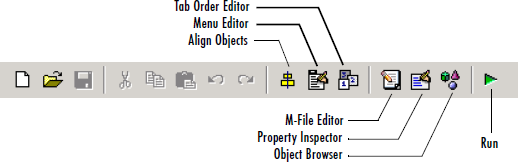 Tab Order Editor
Menu Editor
Align Objects
M-File Editor
Property Inspector
Object Browser
Run